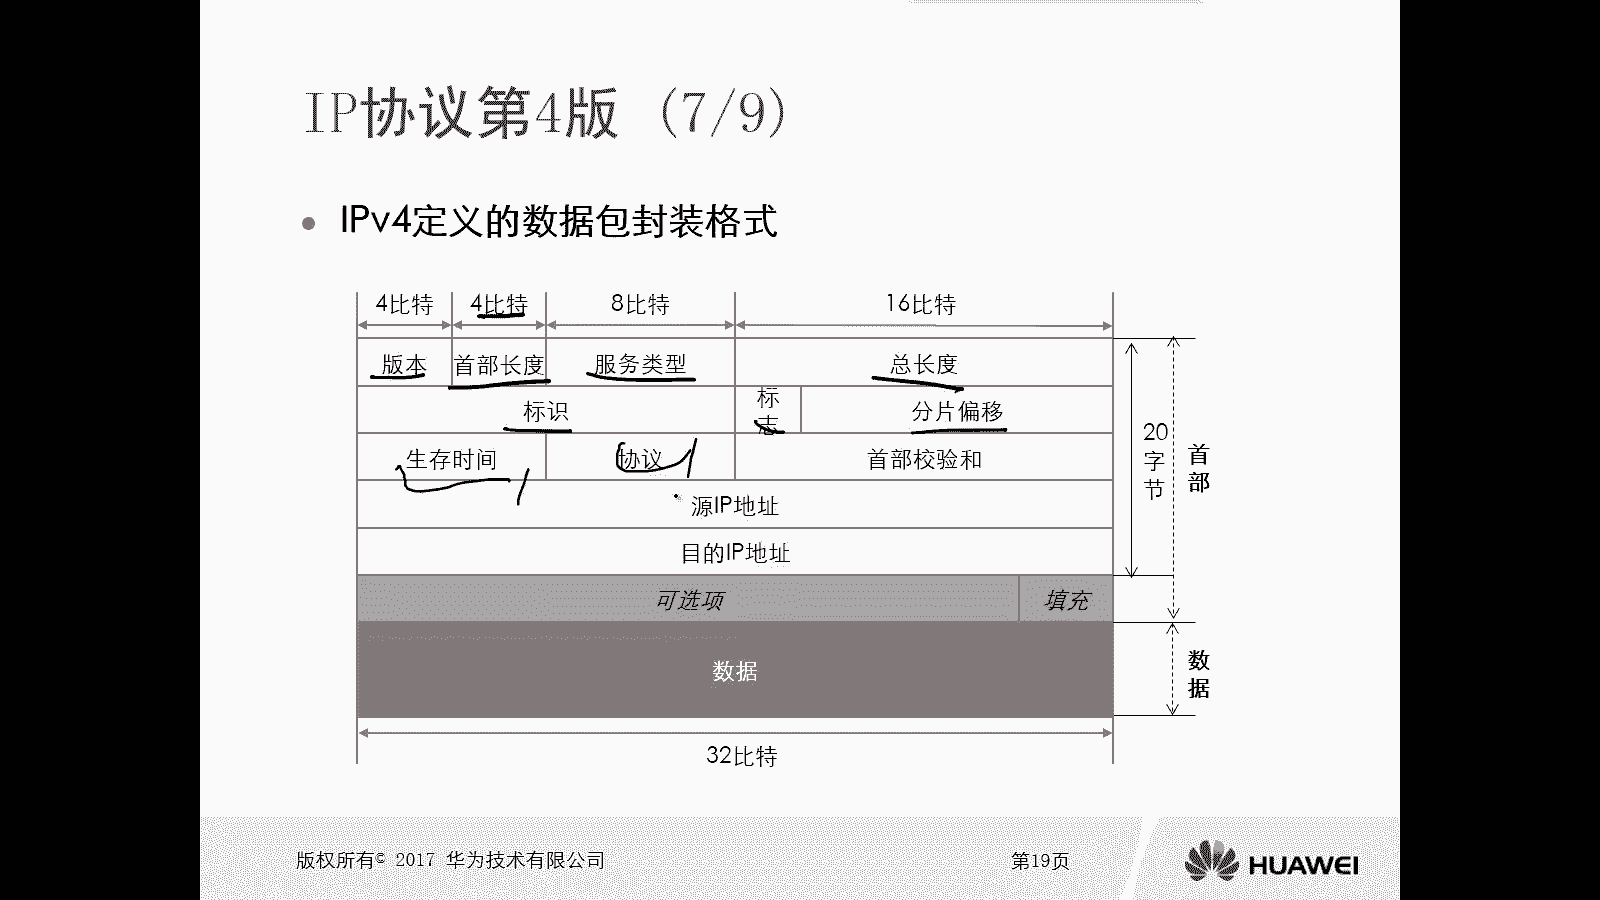 IP协议第4版 (7/9)
IPv4定义的数据包封装格式
4比特 4比特 8比特 16比特
版本 首部长度 服务类型 总长度
标识 标志 分片偏移
生存时间 协议 首部校验和
源IP地址
目的IP地址
可选项 填充
数据
20字节
首部
数据
32比特
版权所有© 2017 华为技术有限公司
第19页
HUAWEI